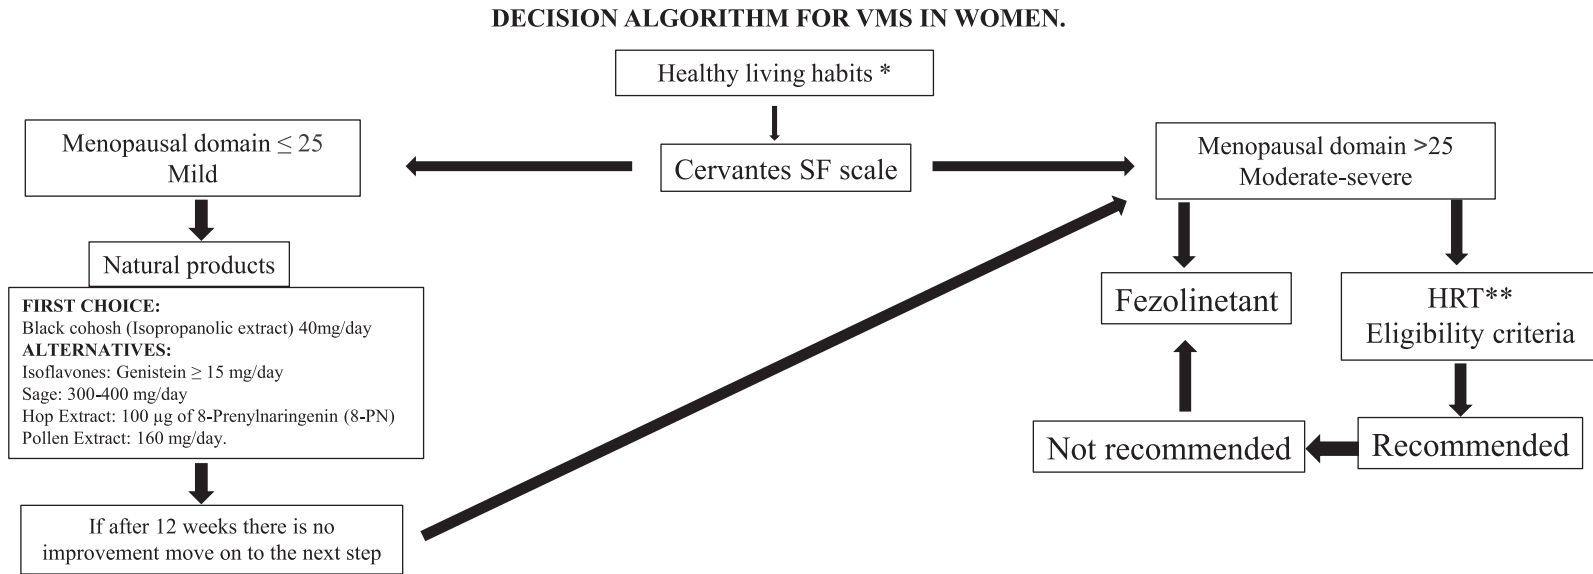 DECISION ALGORITHM FOR VMS IN WOMEN.
Healthy living habits *
Cervantes SF scale
Menopausal domain ≤ 25
Mild
Natural products
FIRST CHOICE:
Black cohosh (Isopropanolic extract) 40mg/day
ALTERNATIVES:
Isoflavones: Genistein ≥ 15 mg/day
Sage: 300-400 mg/day
Hop Extract: 100 µg of 8-Prenylnaringenin (8-PN)
Pollen Extract: 160 mg/day.
If after 12 weeks there is no
improvement move on to the next step
Menopausal domain >25
Moderate-severe
Fezolinetant
HRT**
Eligibility criteria
Not recommended
Recommended